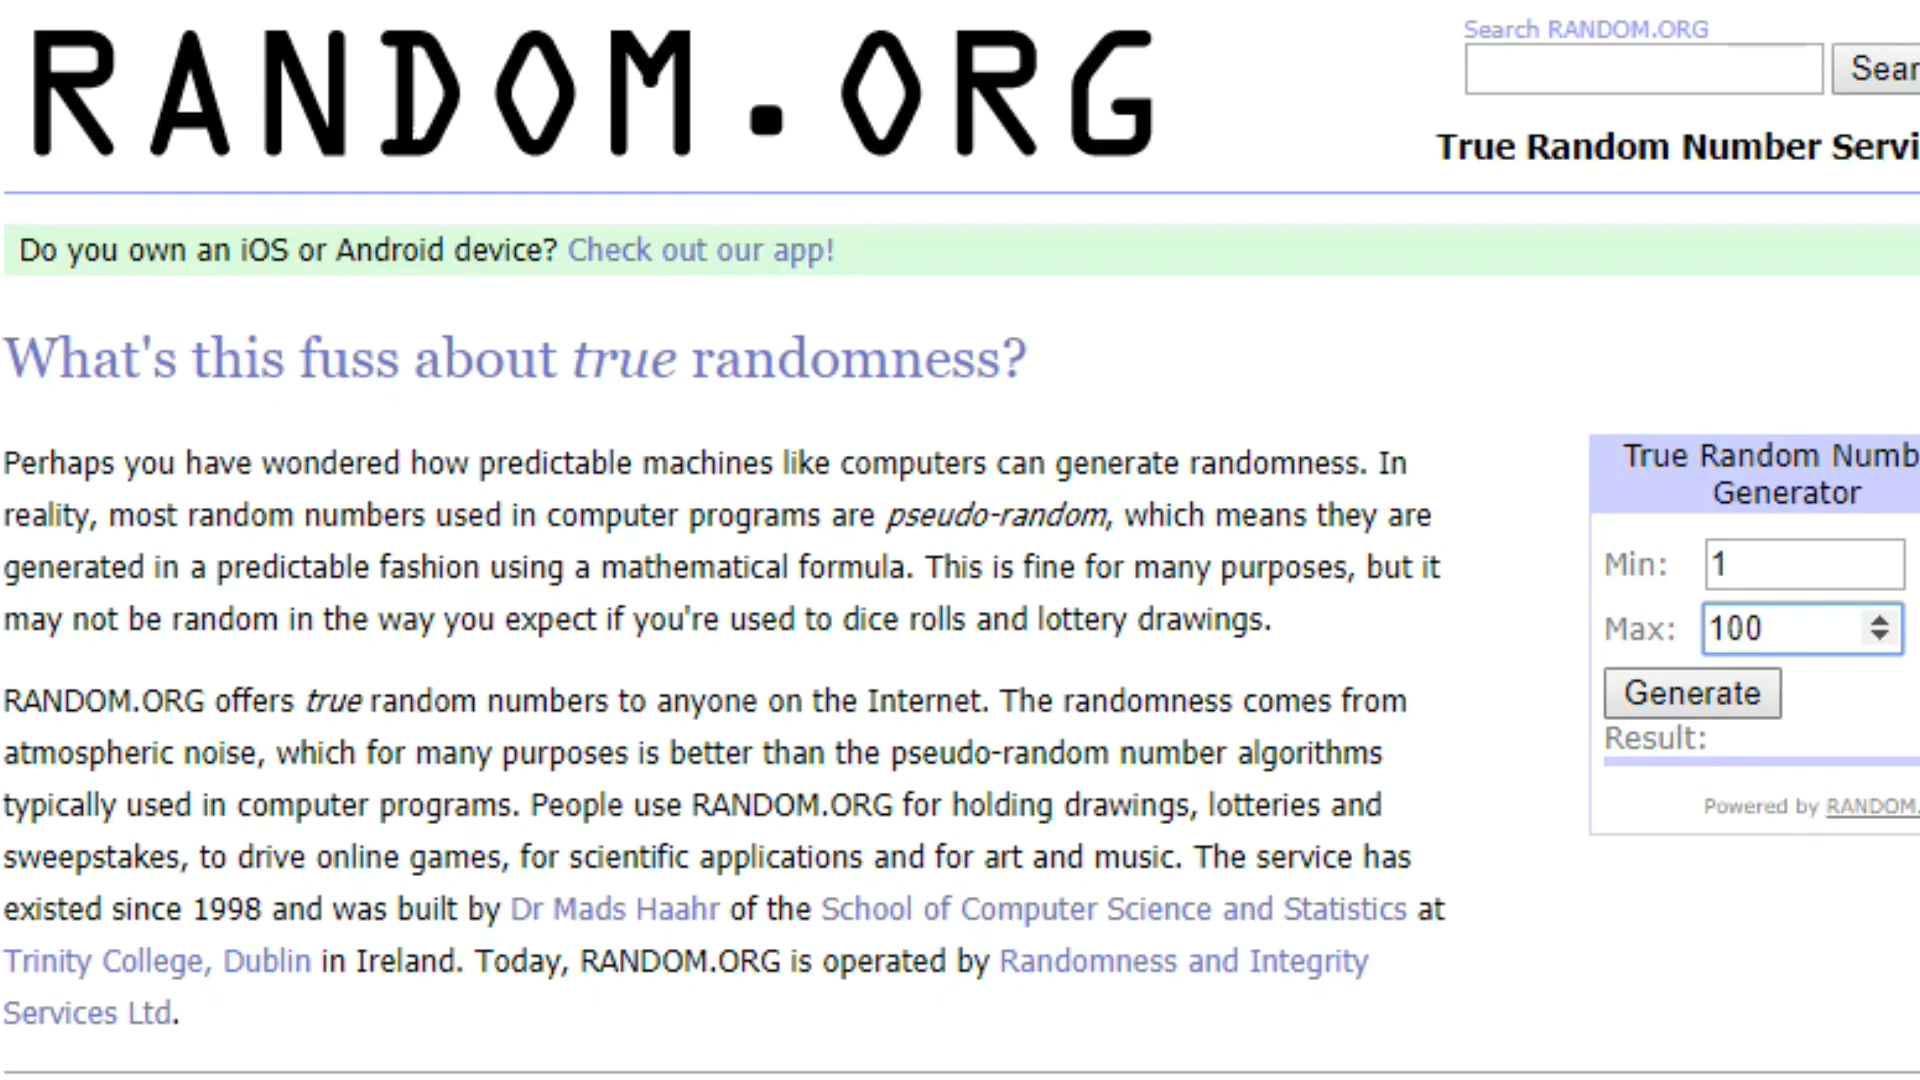 RANDOM.ORG
Search RANDOM.ORG
Sear
True Random Number Servi
Do you own an iOS or Android device? Check out our app!
What's this fuss about true randomness?
Perhaps you have wondered how predictable machines like computers can generate randomness. In
reality, most random numbers used in computer programs are pseudo-random, which means they are
generated in a predictable fashion using a mathematical formula. This is fine for many purposes, but it
may not be random in the way you expect if you're used to dice rolls and lottery drawings.
RANDOM.ORG offers true random numbers to anyone on the Internet. The randomness comes from
atmospheric noise, which for many purposes is better than the pseudo-random number algorithms
typically used in computer programs. People use RANDOM.ORG for holding drawings, lotteries and
sweepstakes, to drive online games, for scientific applications and for art and music. The service has
existed since 1998 and was built by Dr Mads Haahr of the School of Computer Science and Statistics at
Trinity College, Dublin in Ireland. Today, RANDOM.ORG is operated by Randomness and Integrity
Services Ltd.
True Random Numb
Generator
Min: 1
Max: 100
Generate
Result:
Powered by RANDOM.